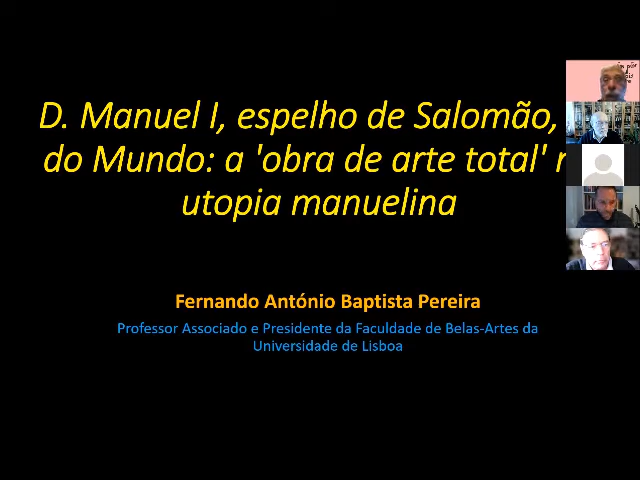 D. Manuel I, espelho de Salomão,
do Mundo: a 'obra de arte total'
utopia manuelina
Fernando António Baptista Pereira
Professor Associado e Presidente da Faculdade de Belas-Artes da
Universidade de Lisboa